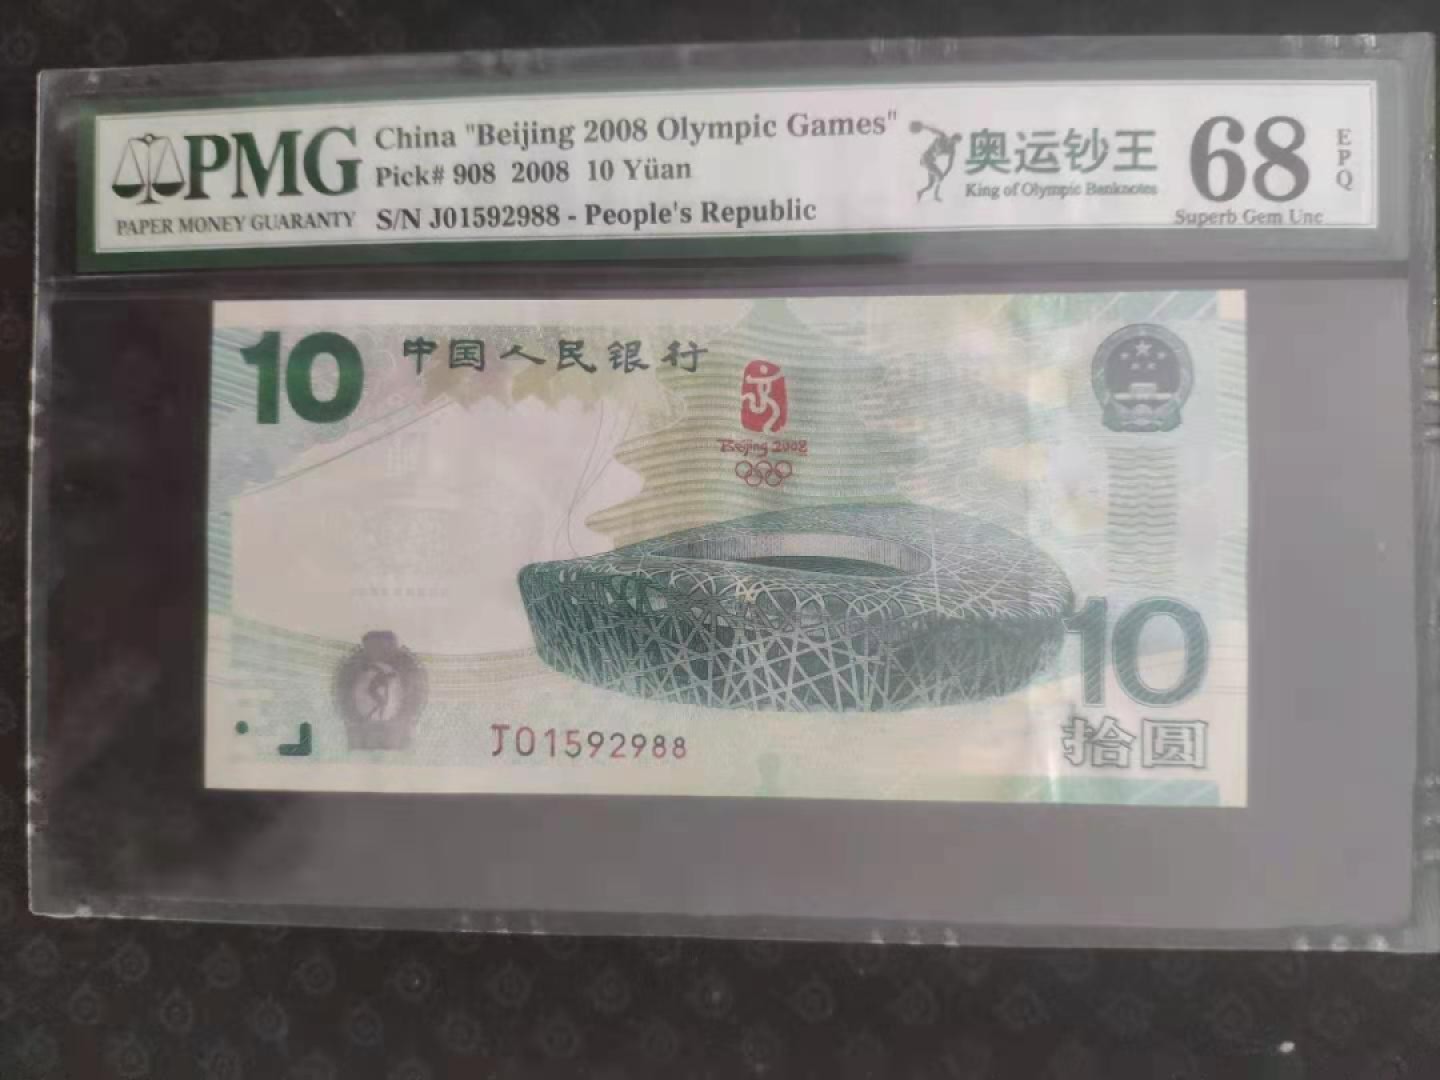 PMG
PAPER MONEY GUARANTY
China "Beijing 2008 Olympic Games"
Pick# 908 2008 10 Yüan
S/N J01592988 - People's Republic
奥运钞王
King of Olympic Banknotes
68
EPQ
Superb Gem Unc
10 中国人民银行
Beijing 2008
10
J01592988
拾圆